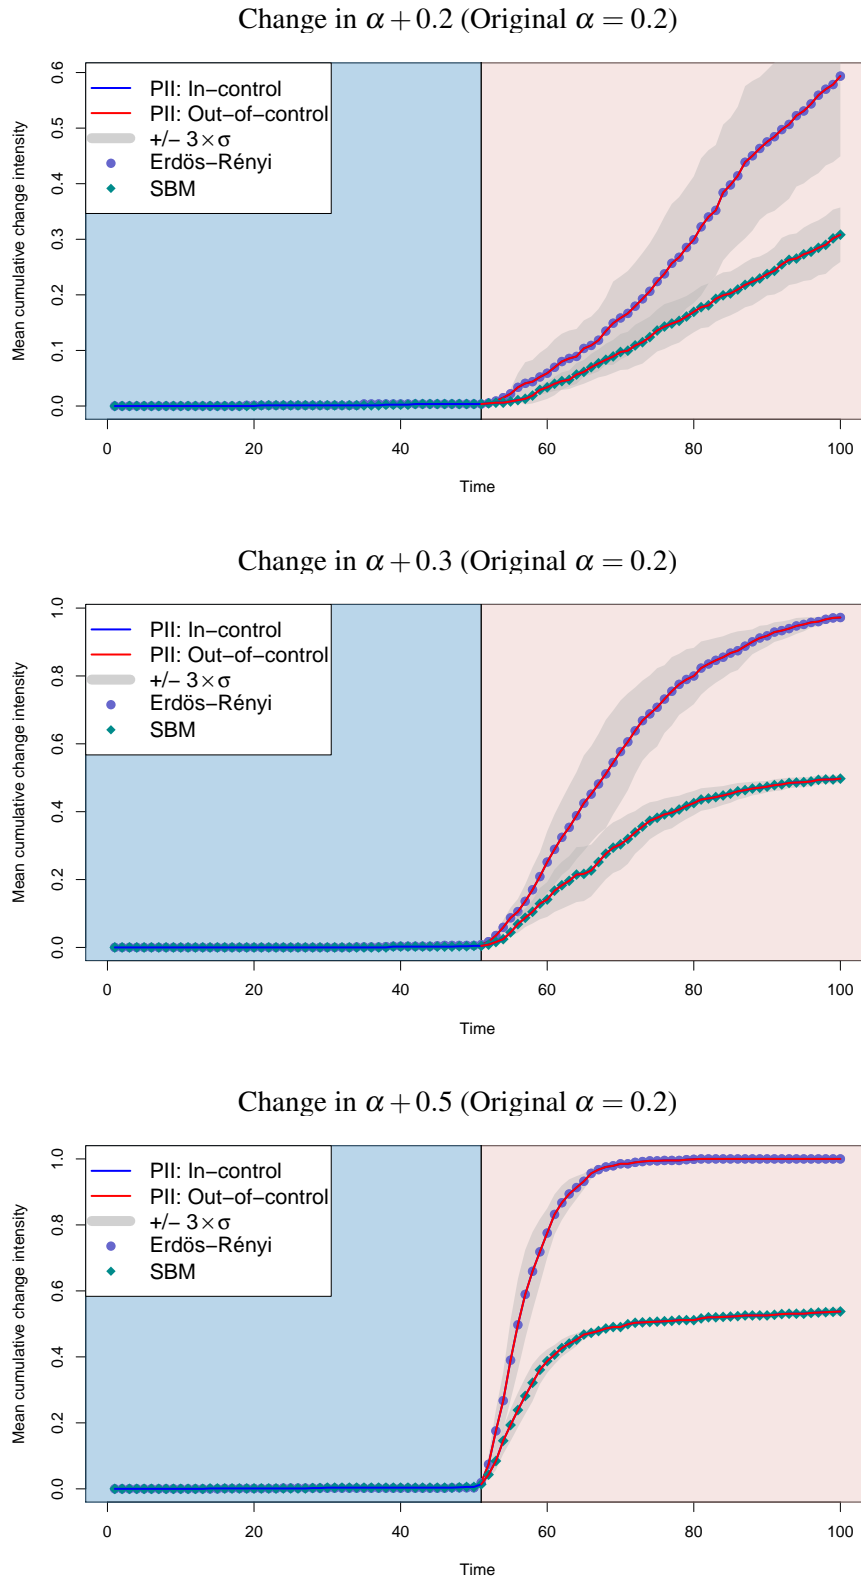 Change in α + 0.2 (Original α = 0.2)
PII: In−control
PII: Out−of−control
+/− 3×σ
Erdös−Rényi
SBM
Mean cumulative change intensity
0.0
0.1
0.2
0.3
0.4
0.5
0.6
0 20 40 60 80 100
Time
Change in α + 0.3 (Original α = 0.2)
PII: In−control
PII: Out−of−control
+/− 3×σ
Erdös−Rényi
SBM
Mean cumulative change intensity
0.0
0.2
0.4
0.6
0.8
1.0
0 20 40 60 80 100
Time
Change in α + 0.5 (Original α = 0.2)
PII: In−control
PII: Out−of−control
+/− 3×σ
Erdös−Rényi
SBM
Mean cumulative change intensity
0.0
0.2
0.4
0.6
0.8
1.0
0 20 40 60 80 100
Time